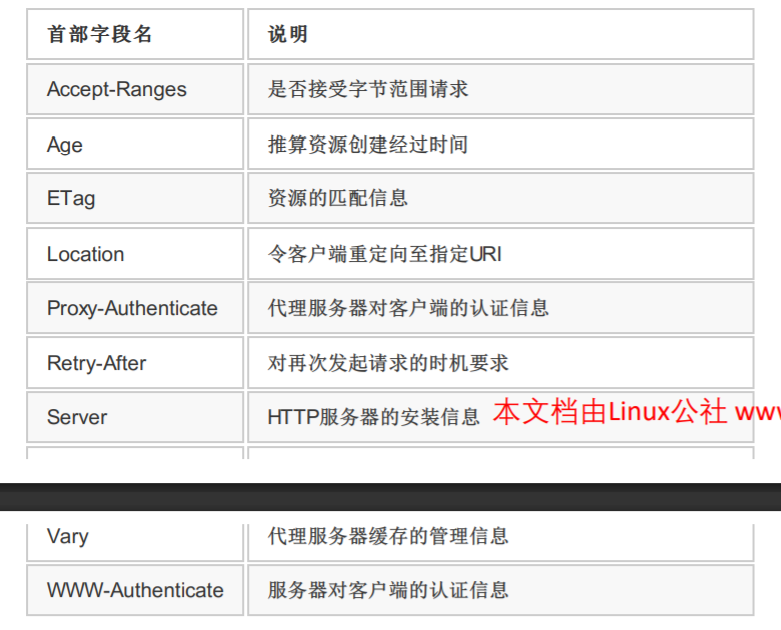 首部字段名 说明
Accept-Ranges 是否接受字节范围请求
Age 推算资源创建经过时间
ETag 资源的匹配信息
Location 令客户端重定向至指定URI
Proxy-Authenticate 代理服务器对客户端的认证信息
Retry-After 对再次发起请求的时机要求
Server HTTP服务器的安装信息 本文档由Linux公社 www
Vary 代理服务器缓存的管理信息
WWW-Authenticate 服务器对客户端的认证信息